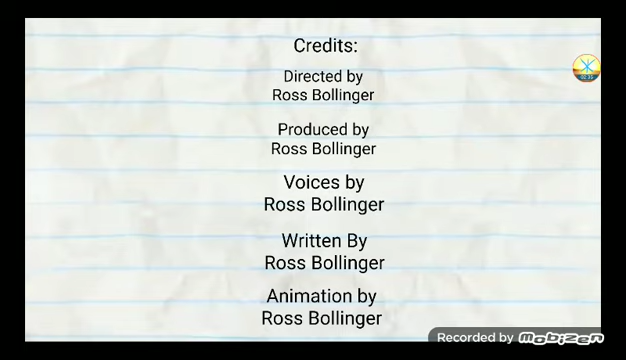 Credits:
Directed by
Ross Bollinger
Produced by
Ross Bollinger
Voices by
Ross Bollinger
Written By
Ross Bollinger
Animation by
Ross Bollinger
Recorded by Mobizen